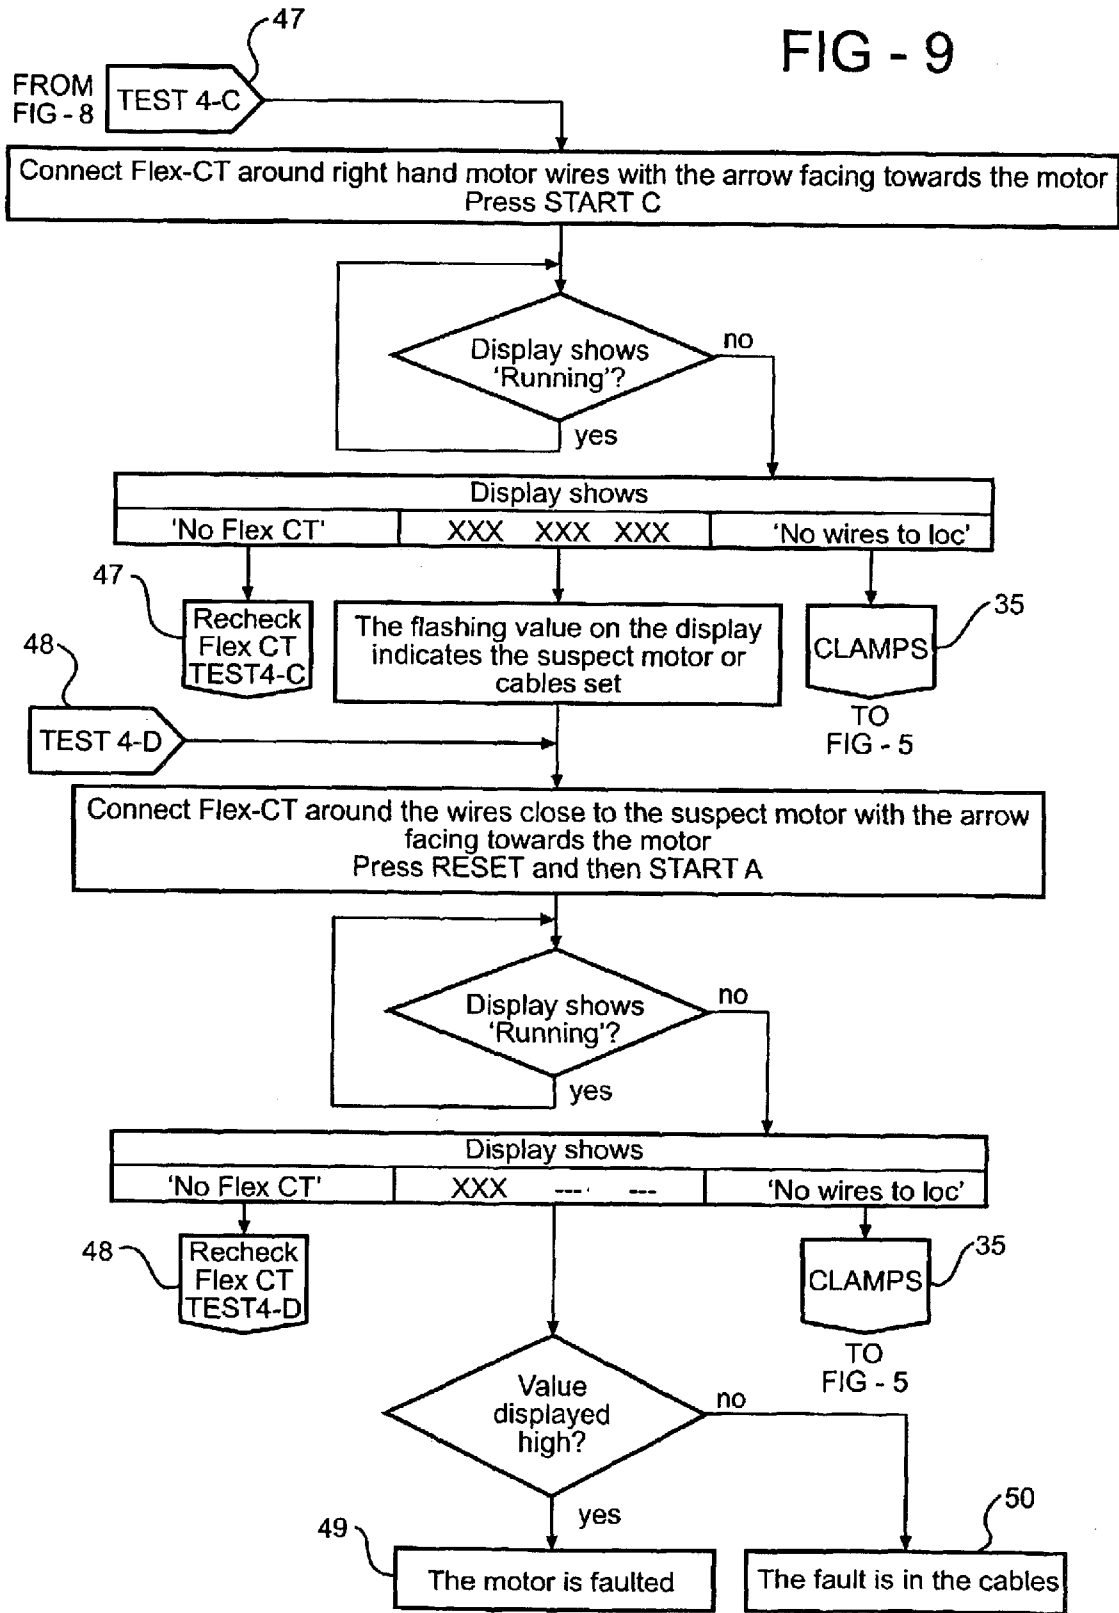 47
FIG - 9
FROM
FIG - 8
TEST 4-C
Connect Flex-CT around right hand motor wires with the arrow facing towards the motor
Press START C
Display shows
'Running'?
no
yes
Display shows
'No Flex CT'
XXX XXX XXX
'No wires to loc'
47
Recheck
Flex CT
TEST4-C
The flashing value on the display
indicates the suspect motor or
cables set
CLAMPS
35
TO
FIG - 5
48
TEST 4-D
Connect Flex-CT around the wires close to the suspect motor with the arrow
facing towards the motor
Press RESET and then START A
Display shows
'Running'?
no
yes
Display shows
'No Flex CT'
XXX --- ---
'No wires to loc'
48
Recheck
Flex CT
TEST4-D
CLAMPS
35
TO
FIG - 5
Value
displayed
high?
no
yes
49
The motor is faulted
50
The fault is in the cables